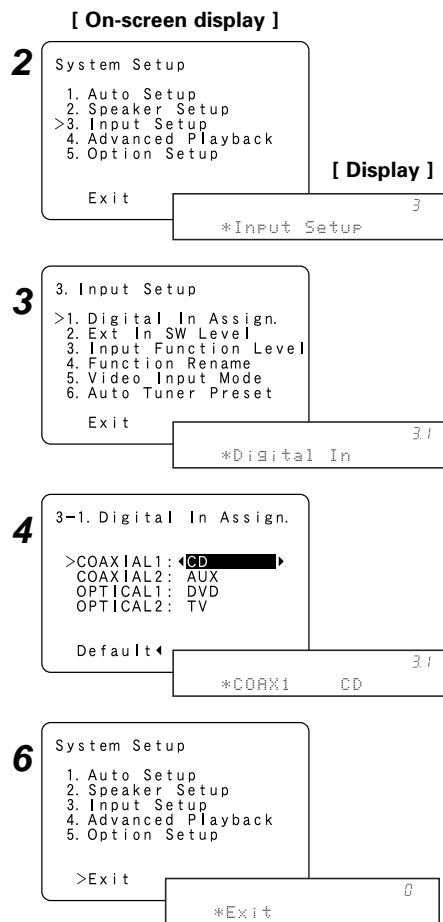 [ On-screen display ]
2
System Setup
1. Auto Setup
2. Speaker Setup
>3. Input Setup
4. Advanced Playback
5. Option Setup
Exit
[ Display ]
3
*Input Setup
3
3. Input Setup
>1. Digital In Assign.
2. Ext In SW Level
3. Input Function Level
4. Function Rename
5. Video Input Mode
6. Auto Tuner Preset
Exit
3.1
*Digital In
4
3-1. Digital In Assign.
>COAXIAL1: ◂CD ▸
COAXIAL2: AUX
OPTICAL1: DVD
OPTICAL2: TV
Default◂
3.1
*COAX1 CD
6
System Setup
1. Auto Setup
2. Speaker Setup
3. Input Setup
4. Advanced Playback
5. Option Setup
>Exit
0
*Exit